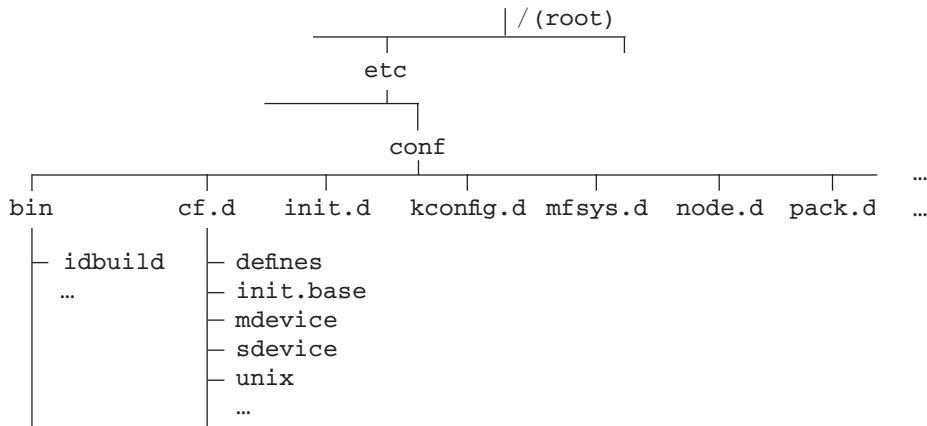 / (root)
etc
conf
…
bin cf.d init.d kconfig.d mfsys.d node.d pack.d …
idbuild defines
… init.base
mdevice
sdevice
unix
…